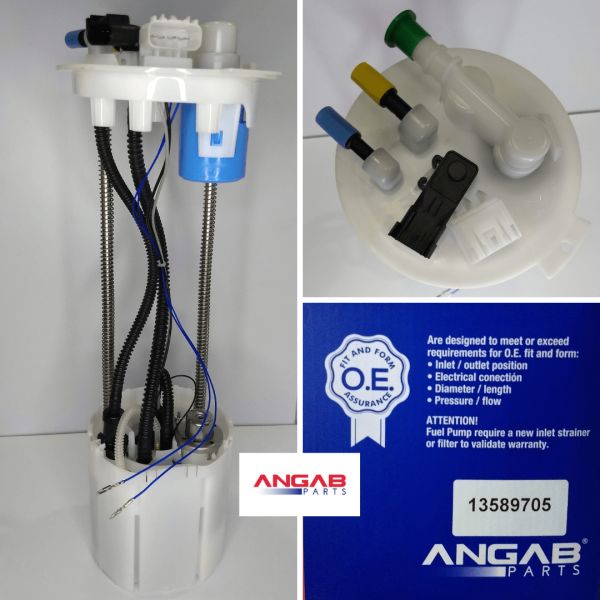 ANGAB
PARTS
FIT AND FORM
O.E.
ASSURANCE
Are designed to meet or exceed
requirements for O.E. fit and form:
• Inlet / outlet position
• Electrical conectión
• Diameter / length
• Pressure / flow
ATTENTION!
Fuel Pump require a new inlet strainer
or filter to validate warranty.
13589705
ANGAB®
PARTS